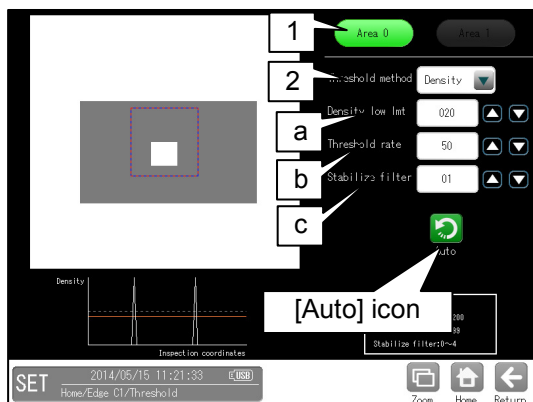 1
Area 0
Area 1
2
Threshold method
Density
a
Density low lmt
020
b
Threshold rate
50
c
Stabilize filter
01
Auto
[Auto] icon
Density
Inspection coordinates
200
99
Stabilize filter:0～4
SET
2014/05/15 11:21:33
USB
Home/Edge C1/Threshold
Zoom
Home
Return